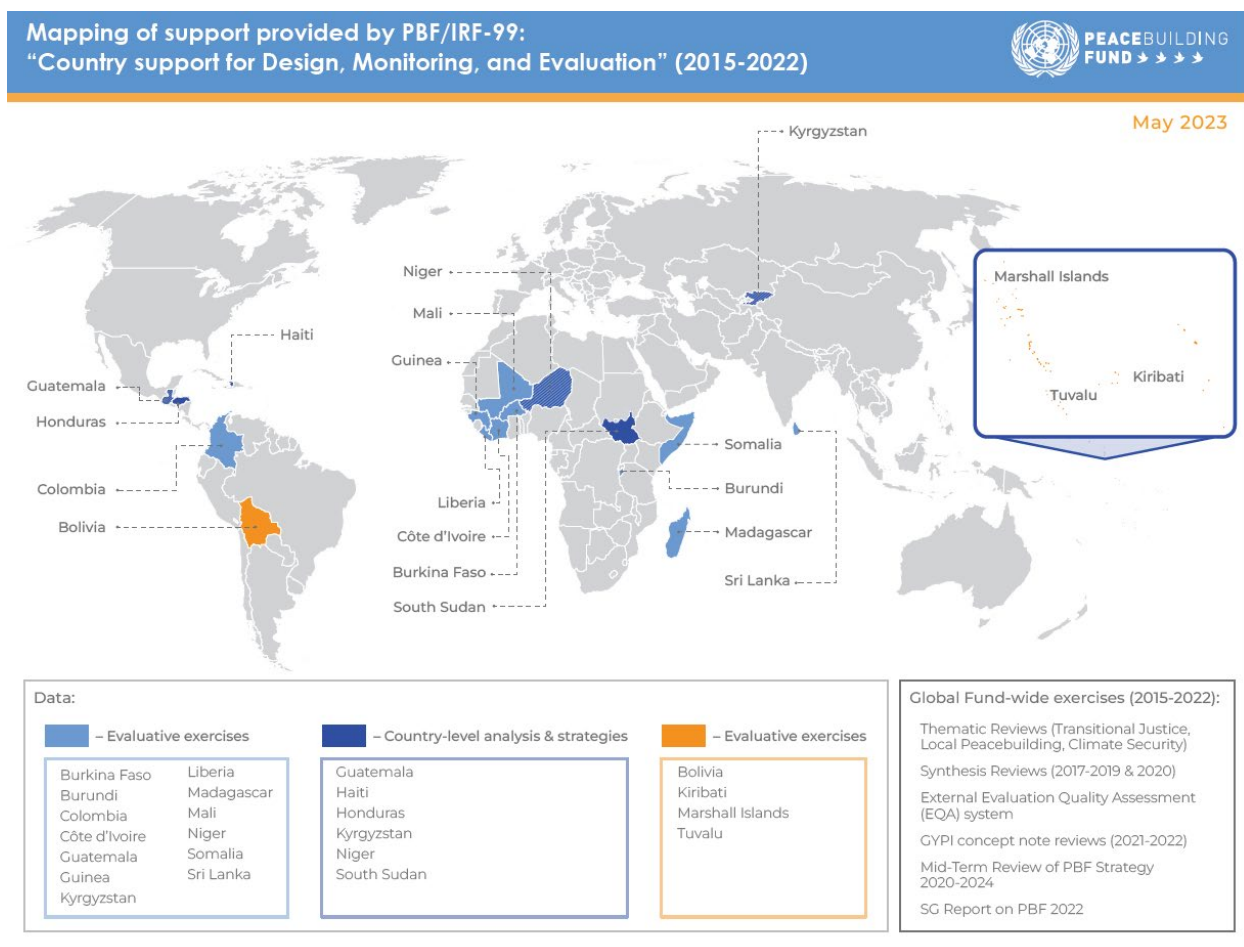 Mapping of support provided by PBF/IRF-99:
“Country support for Design, Monitoring, and Evaluation” (2015-2022)
PEACEBUILDING
FUND
May 2023
Kyrgyzstan
Niger
Marshall Islands
Mali
Haiti
Guinea
Kiribati
Guatemala
Tuvalu
Honduras
Somalia
Colombia
Burundi
Liberia
Bolivia
Madagascar
Côte d’Ivoire
Burkina Faso
Sri Lanka
South Sudan
Data:
– Evaluative exercises
Burkina Faso
Burundi
Colombia
Côte d’Ivoire
Guatemala
Guinea
Kyrgyzstan
Liberia
Madagascar
Mali
Niger
Somalia
Sri Lanka
– Country-level analysis & strategies
Guatemala
Haiti
Honduras
Kyrgyzstan
Niger
South Sudan
– Evaluative exercises
Bolivia
Kiribati
Marshall Islands
Tuvalu
Global Fund-wide exercises (2015-2022):
Thematic Reviews (Transitional Justice,
Local Peacebuilding, Climate Security)
Synthesis Reviews (2017-2019 & 2020)
External Evaluation Quality Assessment
(EQA) system
GYPI concept note reviews (2021-2022)
Mid-Term Review of PBF Strategy
2020-2024
SG Report on PBF 2022